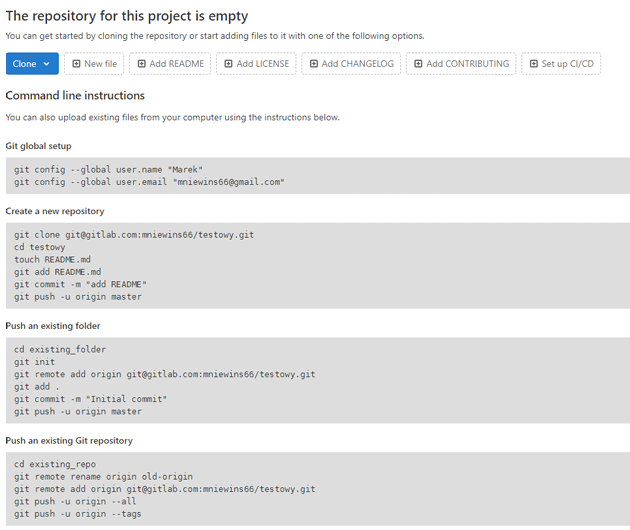 The repository for this project is empty
You can get started by cloning the repository or start adding files to it with one of the following options.
Clone New file Add README Add LICENSE Add CHANGELOG Add CONTRIBUTING Set up CI/CD
Command line instructions
You can also upload existing files from your computer using the instructions below.
Git global setup
git config --global user.name "Marek"
git config --global user.email "mniewins66@gmail.com"
Create a new repository
git clone git@gitlab.com:mniewins66/testowy.git
cd testowy
touch README.md
git add README.md
git commit -m "add README"
git push -u origin master
Push an existing folder
cd existing_folder
git init
git remote add origin git@gitlab.com:mniewins66/testowy.git
git add .
git commit -m "Initial commit"
git push -u origin master
Push an existing Git repository
cd existing_repo
git remote rename origin old-origin
git remote add origin git@gitlab.com:mniewins66/testowy.git
git push -u origin --all
git push -u origin --tags